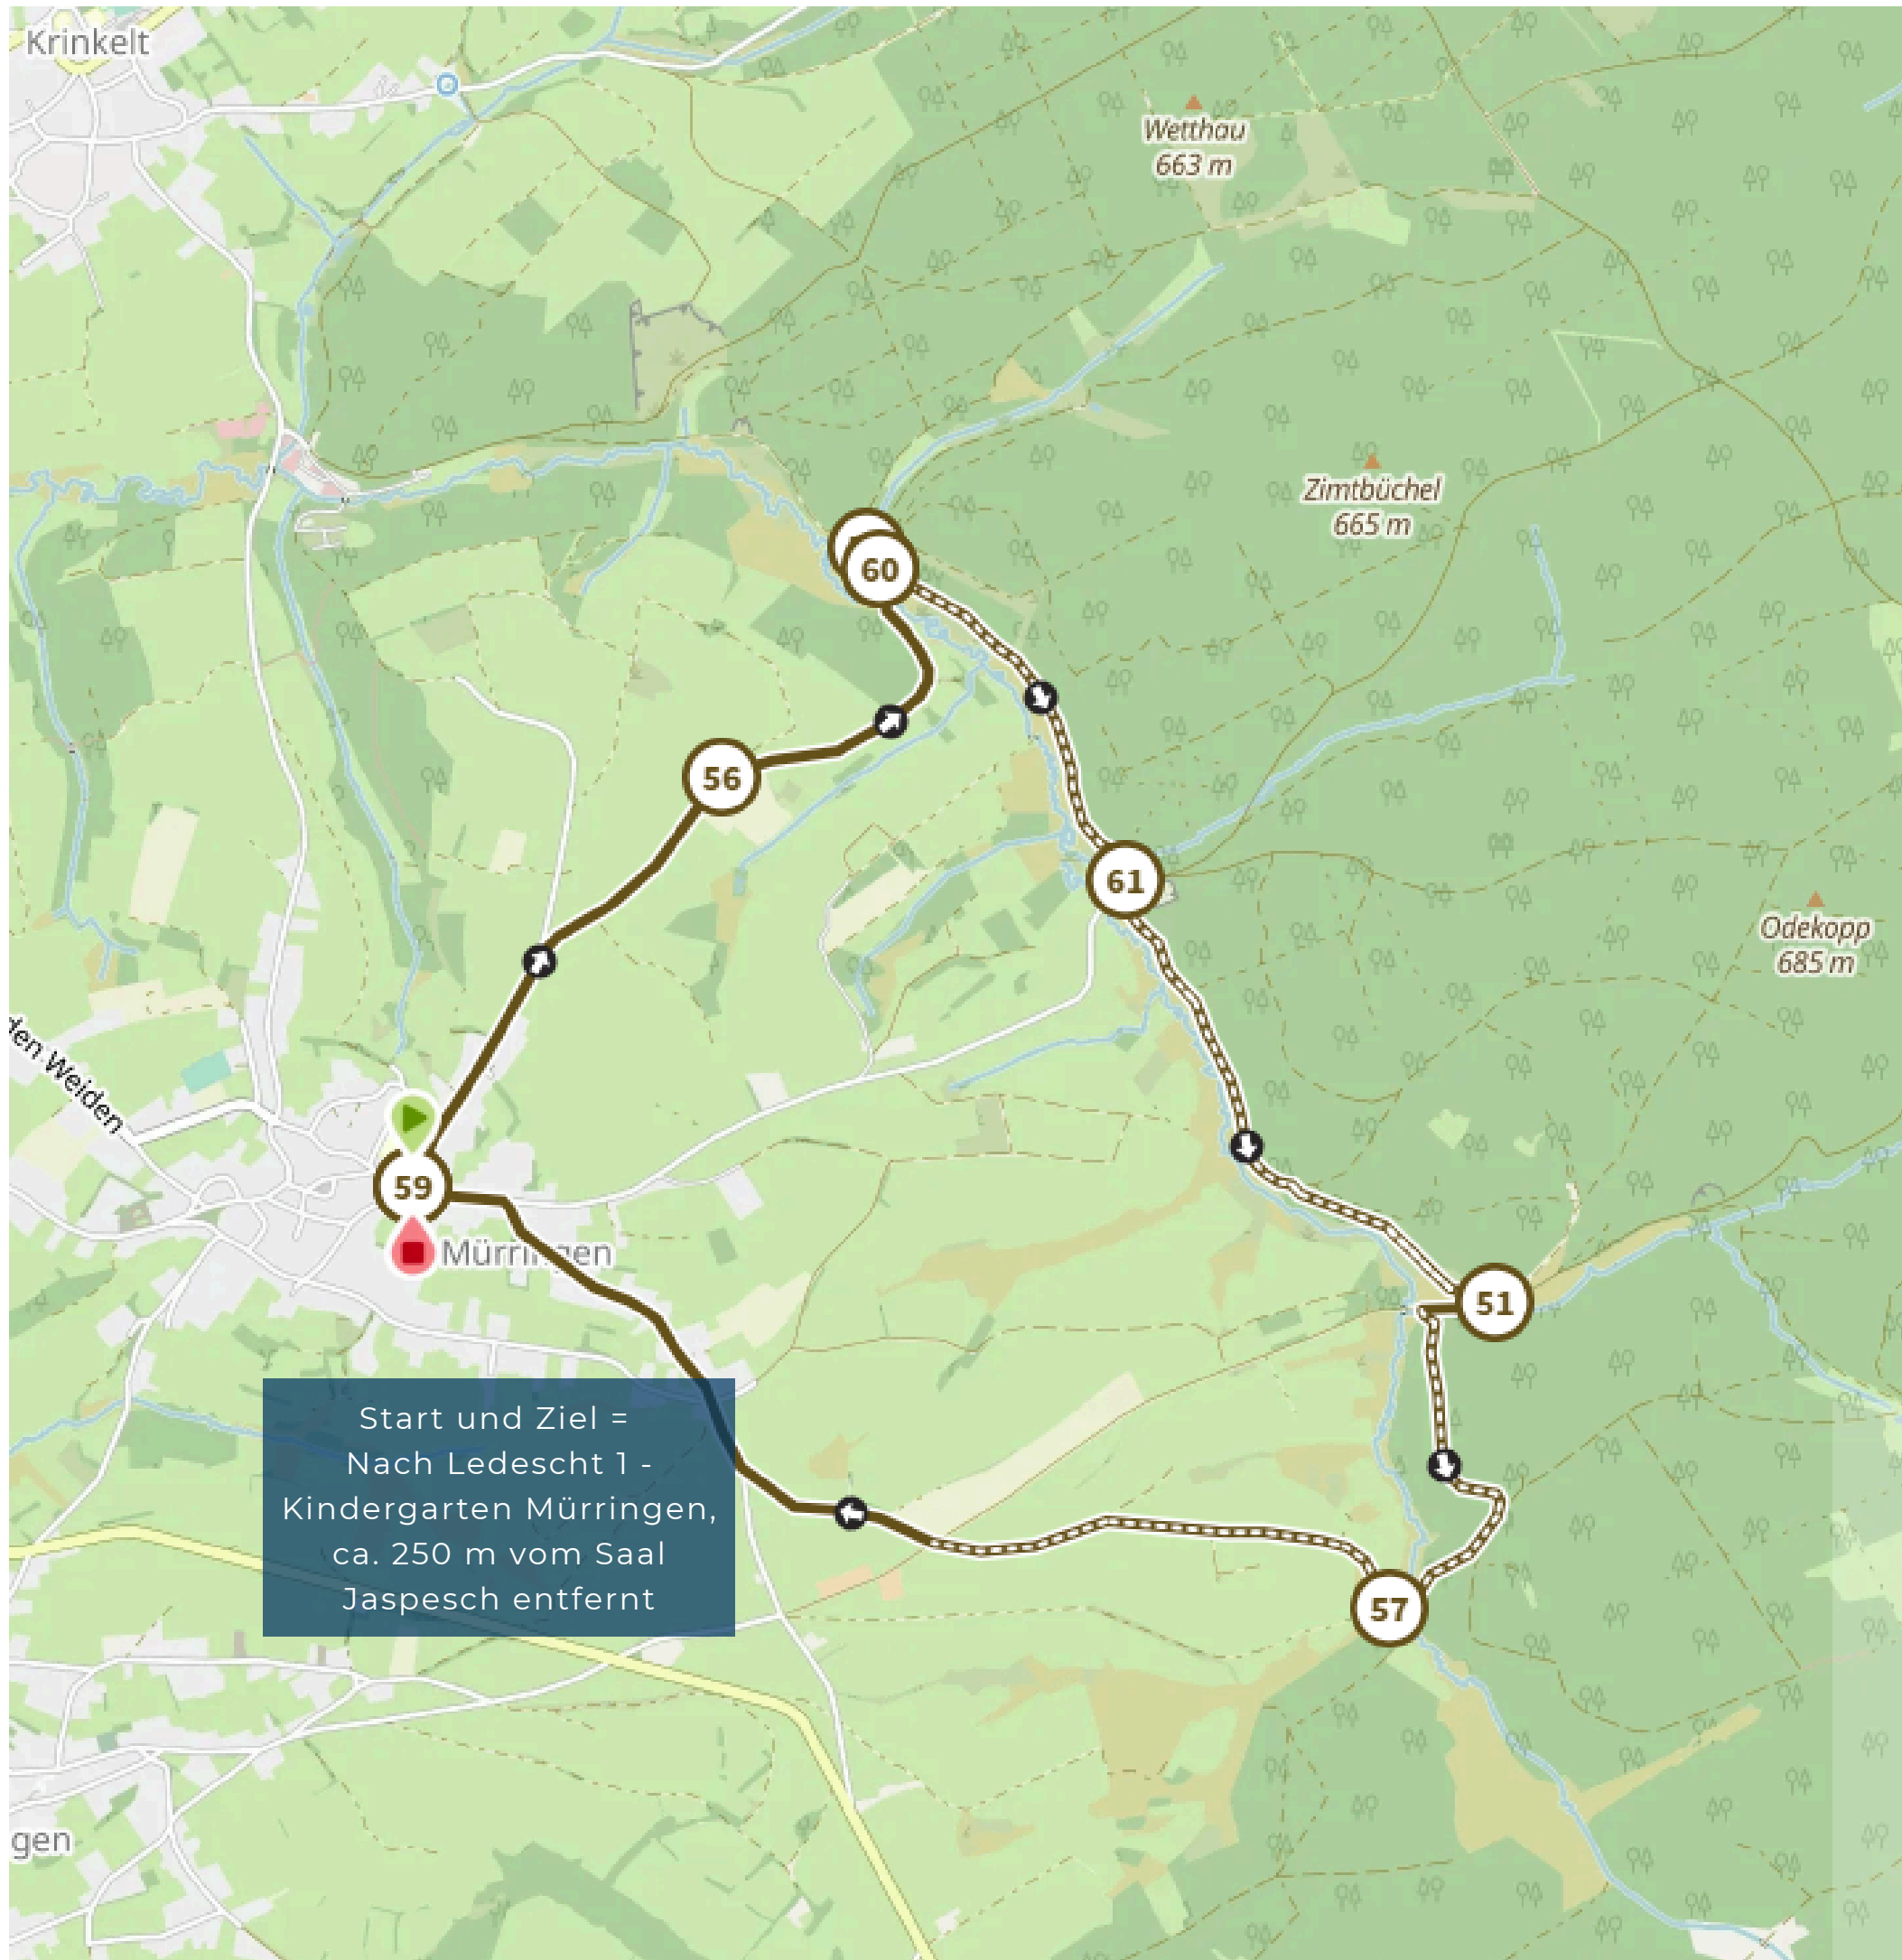 Krinkelt
Wetthau
663 m
Zimtbüchel
665 m
60
56
61
Odekopp
685 m
den Weiden
59
Mürringen
51
Start und Ziel =
Nach Ledescht 1 -
Kindergarten Mürringen,
ca. 250 m vom Saal
Jaspesch entfernt
57
gen